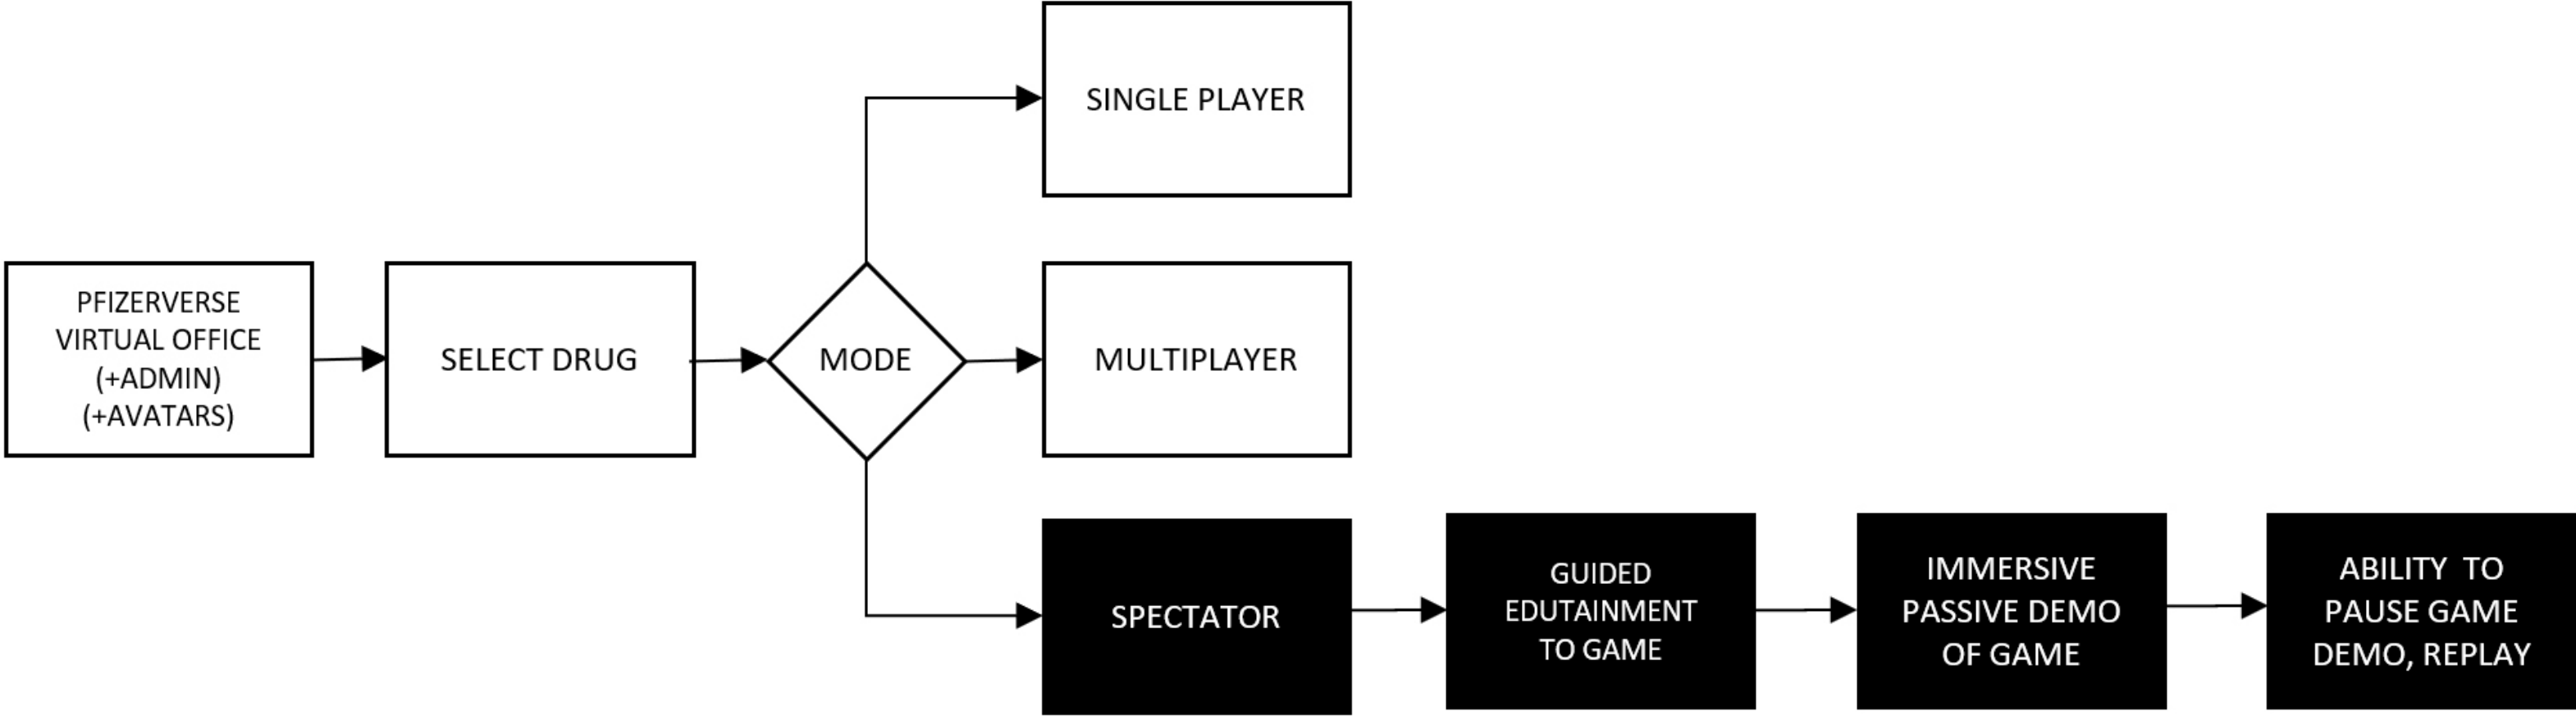 SINGLE PLAYER
PFIZERVERSE
VIRTUAL OFFICE
(+ADMIN)
(+AVATARS)
SELECT DRUG
MODE
MULTIPLAYER
SPECTATOR
GUIDED
EDUTAINMENT
TO GAME
IMMERSIVE
PASSIVE DEMO
OF GAME
ABILITY TO
PAUSE GAME
DEMO, REPLAY